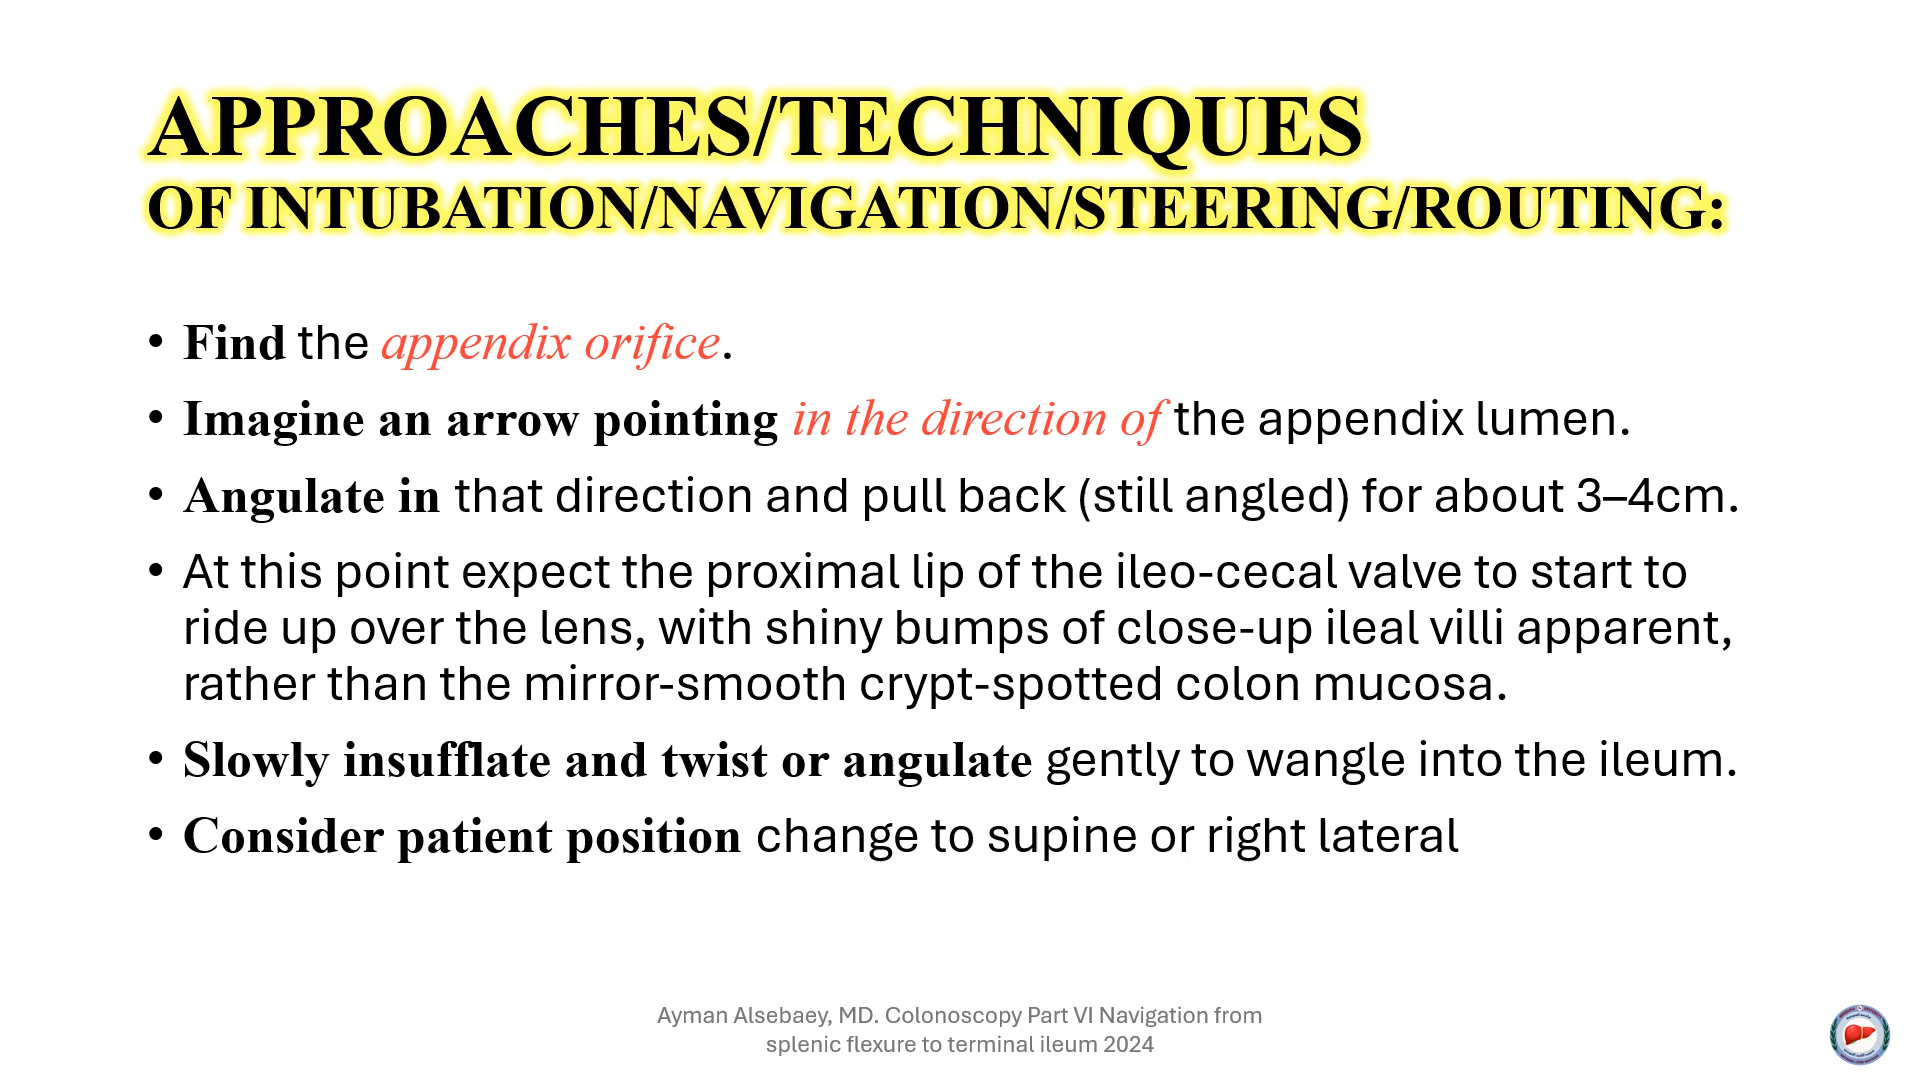 APPROACHES/TECHNIQUES
OF INTUBATION/NAVIGATION/STEERING/ROUTING:
• Find the appendix orifice.
• Imagine an arrow pointing in the direction of the appendix lumen.
• Angulate in that direction and pull back (still angled) for about 3–4cm.
• At this point expect the proximal lip of the ileo-cecal valve to start to
ride up over the lens, with shiny bumps of close-up ileal villi apparent,
rather than the mirror-smooth crypt-spotted colon mucosa.
• Slowly insufflate and twist or angulate gently to wangle into the ileum.
• Consider patient position change to supine or right lateral
Ayman Alsebaey, MD. Colonoscopy Part VI Navigation from
splenic flexure to terminal ileum 2024